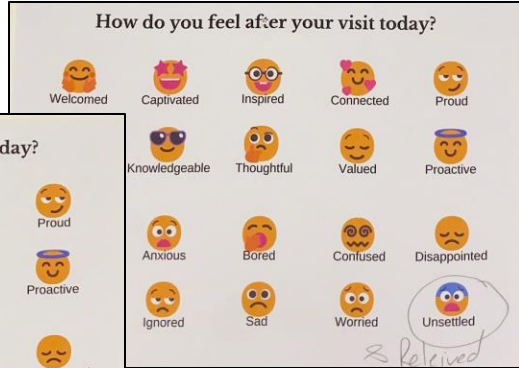 How do you feel after your visit today?
Welcomed Captivated Inspired Connected Proud
Knowledgeable Thoughtful Valued Proactive
Anxious Bored Confused Disappointed
Ignored Sad Worried Unsettled
& Releived
day?
Proud
Proactive